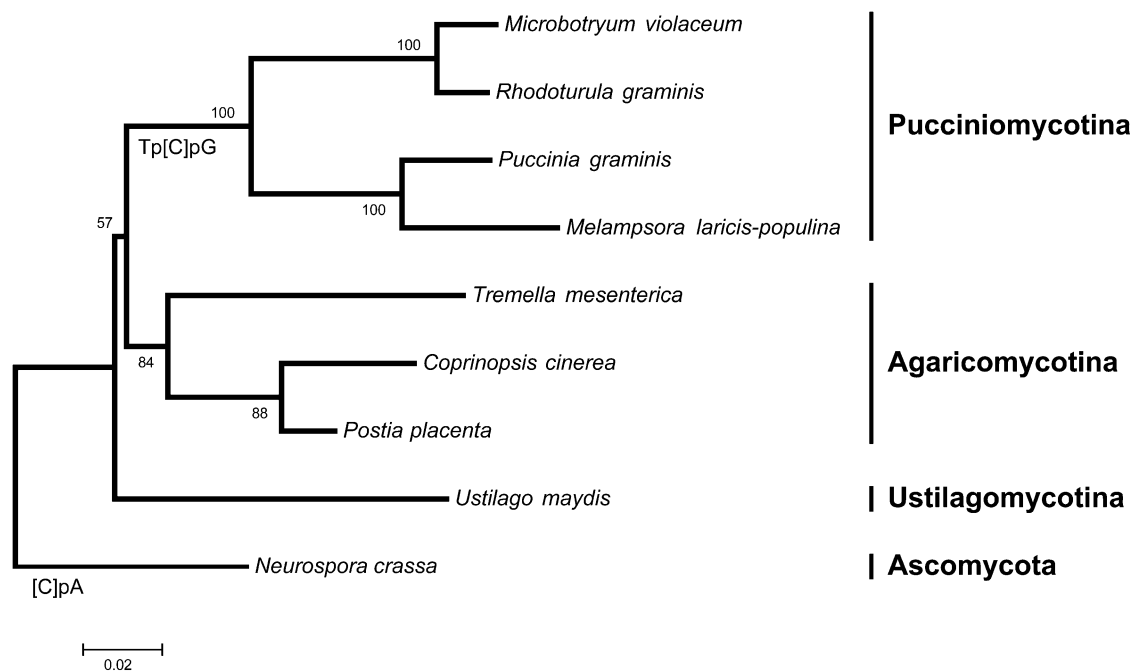 Microbotryum violaceum
100
Rhodoturula graminis
100
Pucciniomycotina
Tp[C]pG
Puccinia graminis
100
57
Melampsora laricis-populina
Tremella mesenterica
84
Agaricomycotina
Coprinopsis cinerea
88
Postia placenta
Ustilago maydis
Ustilagomycotina
Neurospora crassa
Ascomycota
[C]pA
0.02